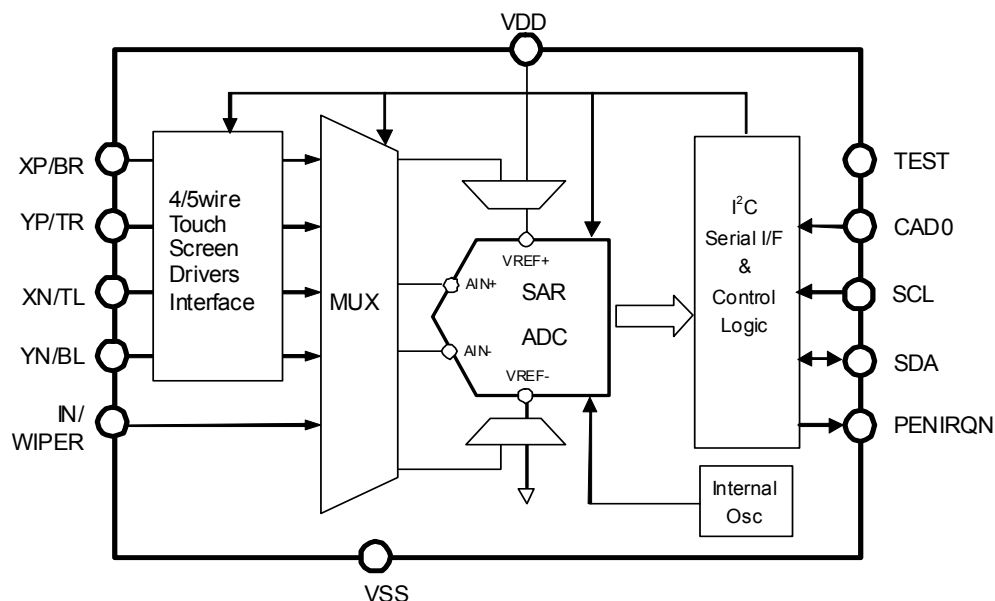 VDD
XP/BR
YP/TR
XN/TL
YN/BL
IN/
WIPER
4/5wire
Touch
Screen
Drivers
Interface
MUX
VREF+
AIN+
SAR
ADC
AIN-
VREF-
I²C
Serial I/F
&
Control
Logic
Internal
Osc
TEST
CAD0
SCL
SDA
PENIRQN
VSS